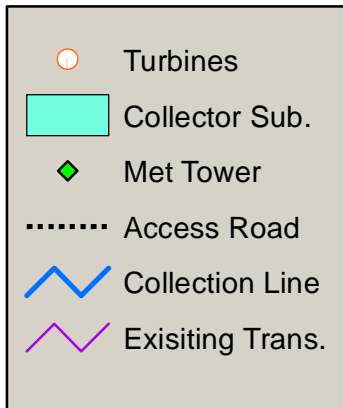 Turbines
Collector Sub.
Met Tower
Access Road
Collection Line
Exisiting Trans.